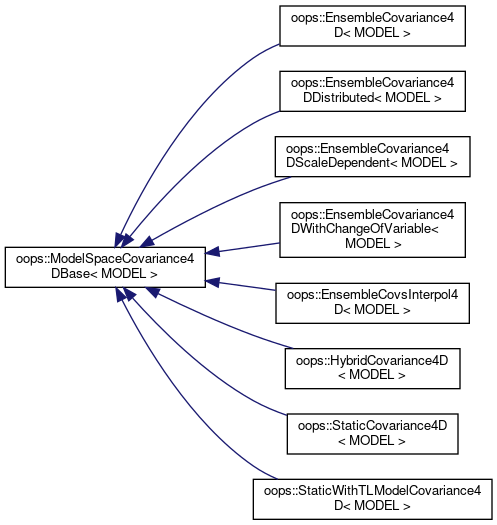 oops::EnsembleCovariance4
D< MODEL >
oops::EnsembleCovariance4
DDistributed< MODEL >
oops::EnsembleCovariance4
DScaleDependent< MODEL >
oops::EnsembleCovariance4
DWithChangeOfVariable<
MODEL >
oops::ModelSpaceCovariance4
DBase< MODEL >
oops::EnsembleCovsInterpol4
D< MODEL >
oops::HybridCovariance4D
< MODEL >
oops::StaticCovariance4D
< MODEL >
oops::StaticWithTLModelCovariance4
D< MODEL >